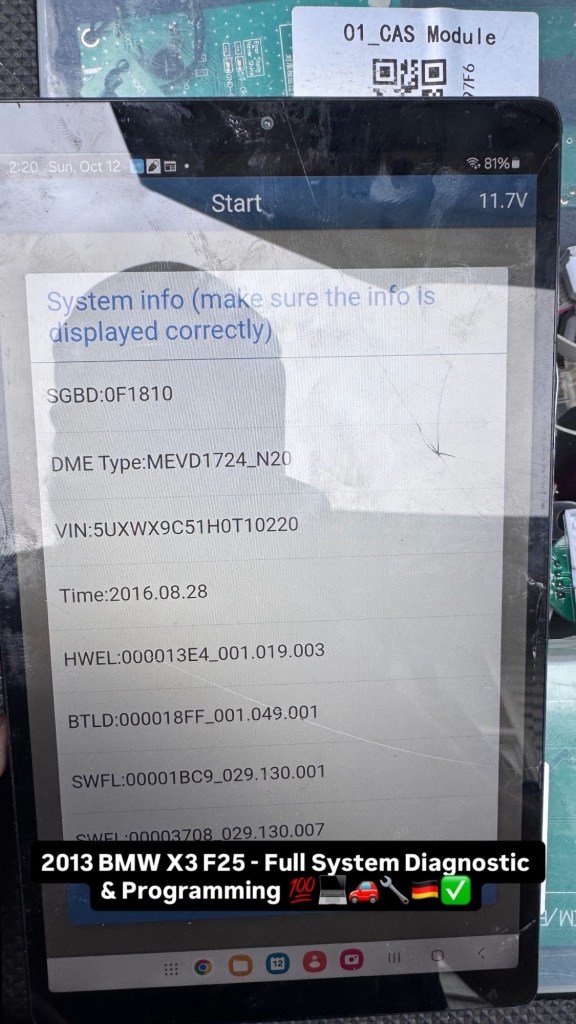 01_CAS Module
97F6
2:20 Sun, Oct 12 81%
Start 11.7V
System info (make sure the info is
displayed correctly)
SGBD:0F1810
DME Type:MEVD1724_N20
VIN:5UXWX9C51H0T10220
Time:2016.08.28
HWEL:000013E4_001.019.003
BTLD:000018FF_001.049.001
SWFL:00001BC9_029.130.001
SWFL:00003708_029.130.007
2013 BMW X3 F25 - Full System Diagnostic
& Programming 💯💻🚗🔧🇩🇪✅
12